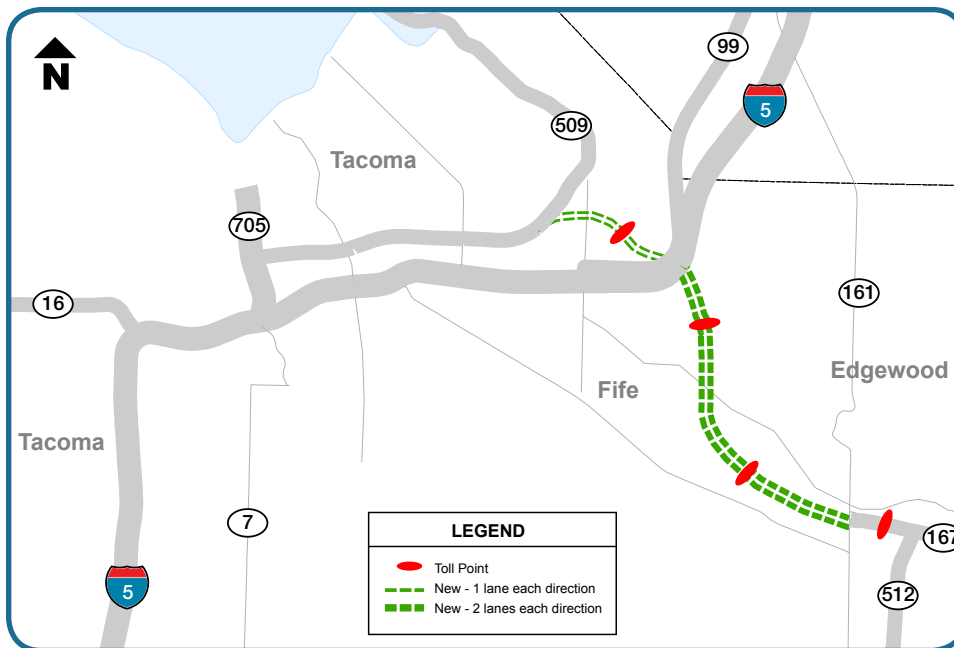 N
99
5
509
Tacoma
705
16
161
Edgewood
Fife
Tacoma
7
167
512
5
LEGEND
Toll Point
New - 1 lane each direction
New - 2 lanes each direction